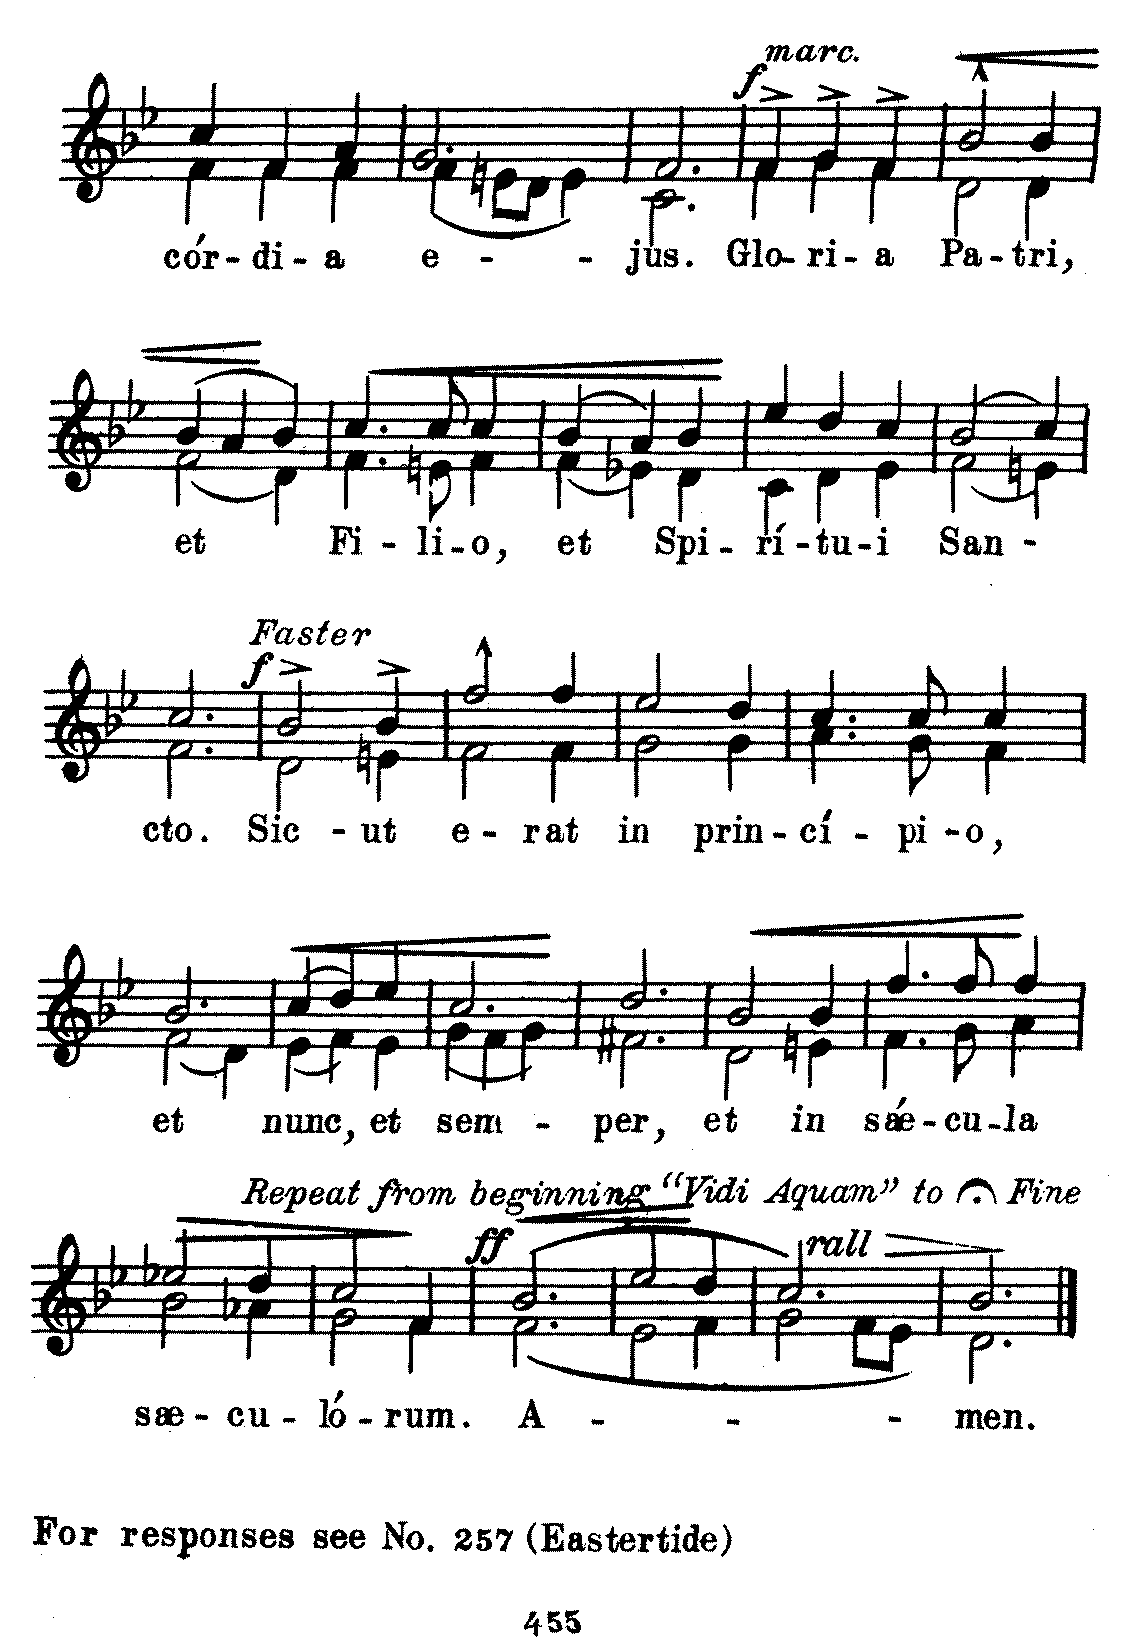 marc.
f
cór - di - a e - - jus. Glo - ri - a Pa - tri,
et Fi - li - o, et Spi - rí - tu - i San -
Faster
f
cto. Sic - ut e - rat in prin - cí - pi - o,
et nunc, et sem - per, et in sǽ - cu - la
Repeat from beginning “Vidi Aquam” to Fine
ff rall
sæ - cu - ló - rum. A - - - men.
For responses see No. 257 (Eastertide)
455